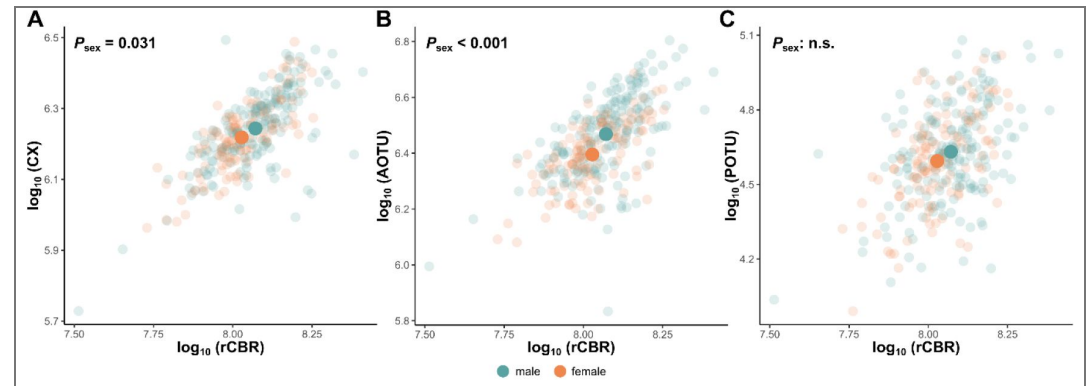 A
B
C
P_sex = 0.031
P_sex < 0.001
P_sex: n.s.
log₁₀ (CX)
6.5
6.3
6.1
5.9
5.7
7.50
7.75
8.00
8.25
log₁₀ (rCBR)
log₁₀ (AOTU)
6.8
6.6
6.4
6.2
6.0
5.8
7.50
7.75
8.00
8.25
log₁₀ (rCBR)
log₁₀ (POTU)
5.1
4.8
4.5
4.2
7.50
7.75
8.00
8.25
log₁₀ (rCBR)
male female